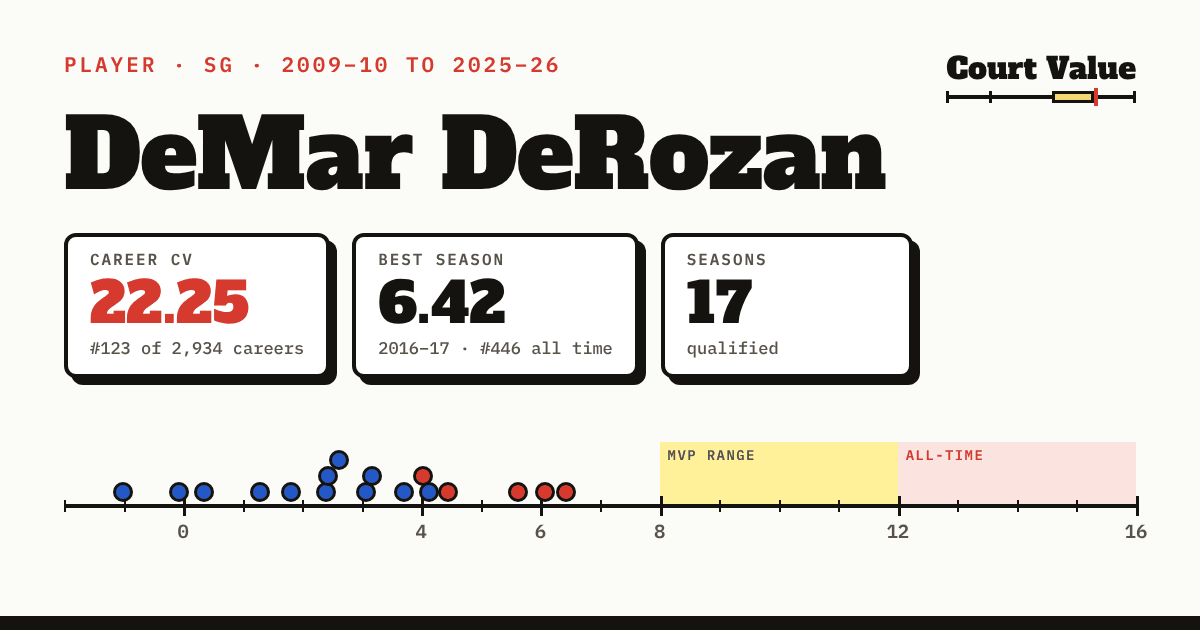 PLAYER · SG · 2009–10 TO 2025–26
Court Value
DeMar DeRozan
CAREER CV
22.25
#123 of 2,934 careers
BEST SEASON
6.42
2016–17 · #446 all time
SEASONS
17
qualified
MVP RANGE
ALL-TIME
0 4 6 8 12 16